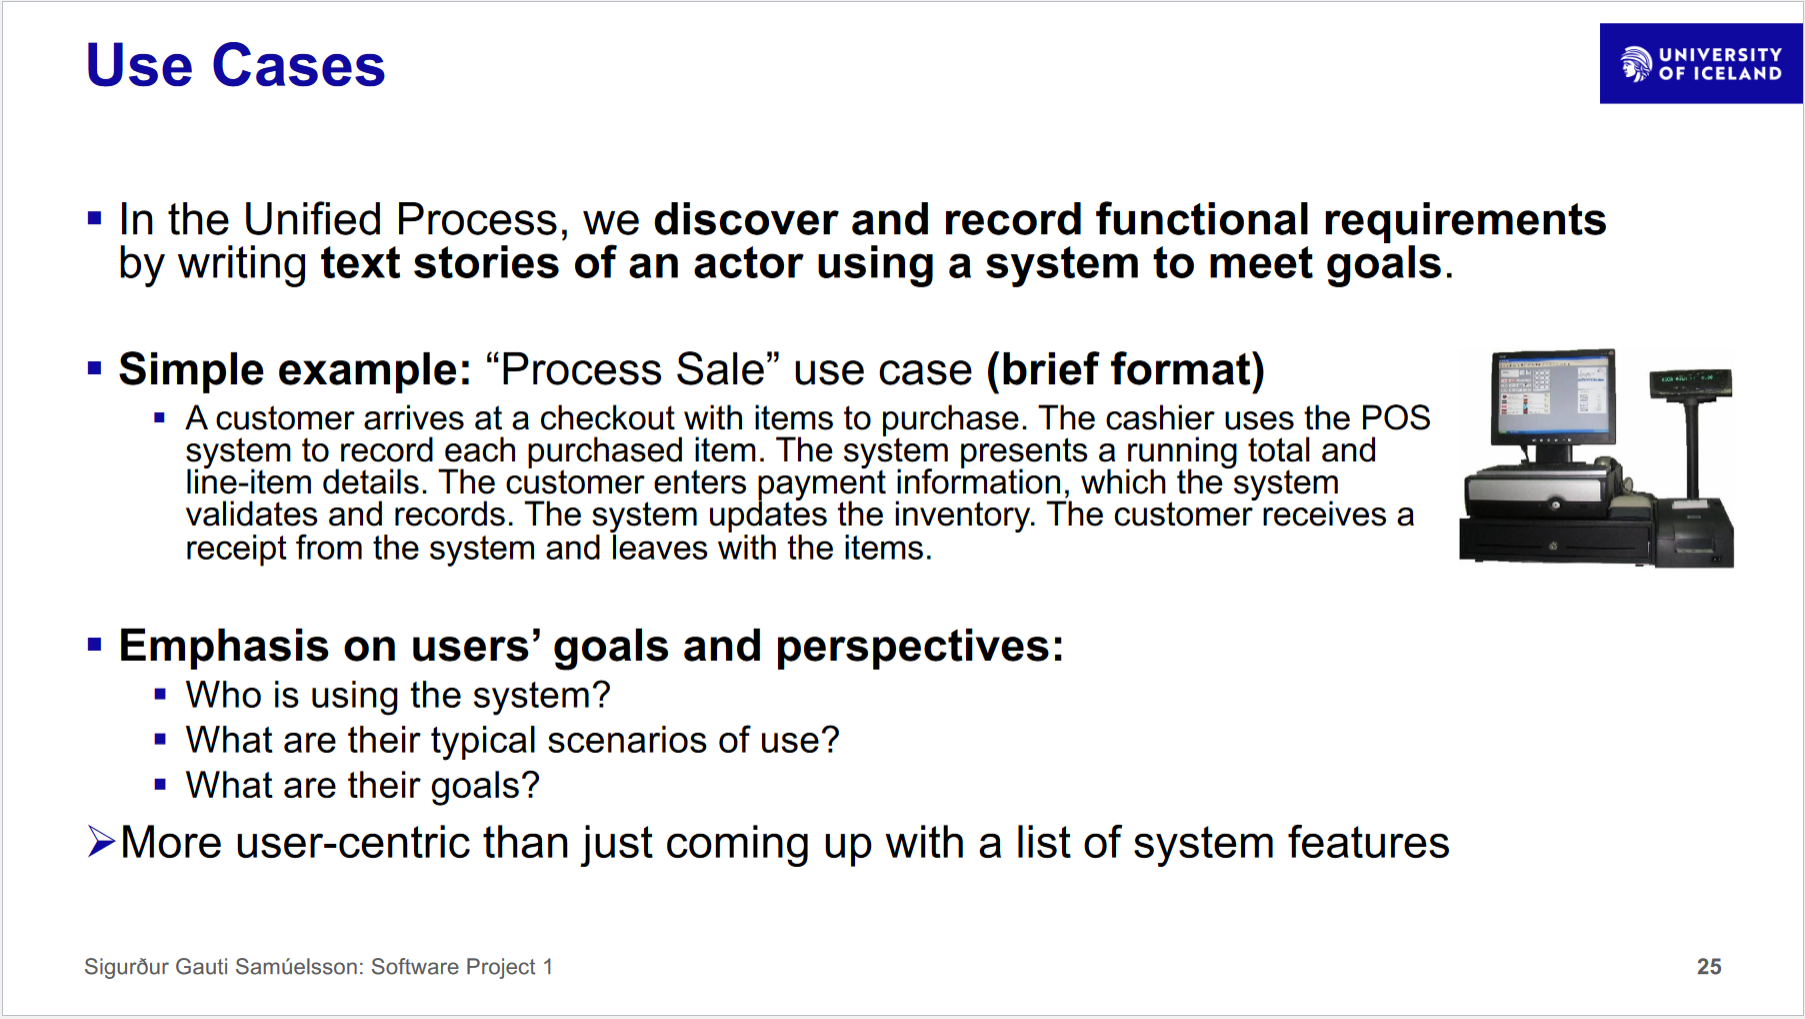 Use Cases
UNIVERSITY
OF ICELAND
In the Unified Process, we discover and record functional requirements
by writing text stories of an actor using a system to meet goals.
Simple example: “Process Sale” use case (brief format)
A customer arrives at a checkout with items to purchase. The cashier uses the POS
system to record each purchased item. The system presents a running total and
line-item details. The customer enters payment information, which the system
validates and records. The system updates the inventory. The customer receives a
receipt from the system and leaves with the items.
Emphasis on users’ goals and perspectives:
Who is using the system?
What are their typical scenarios of use?
What are their goals?
More user-centric than just coming up with a list of system features
Sigurður Gauti Samúelsson: Software Project 1
25